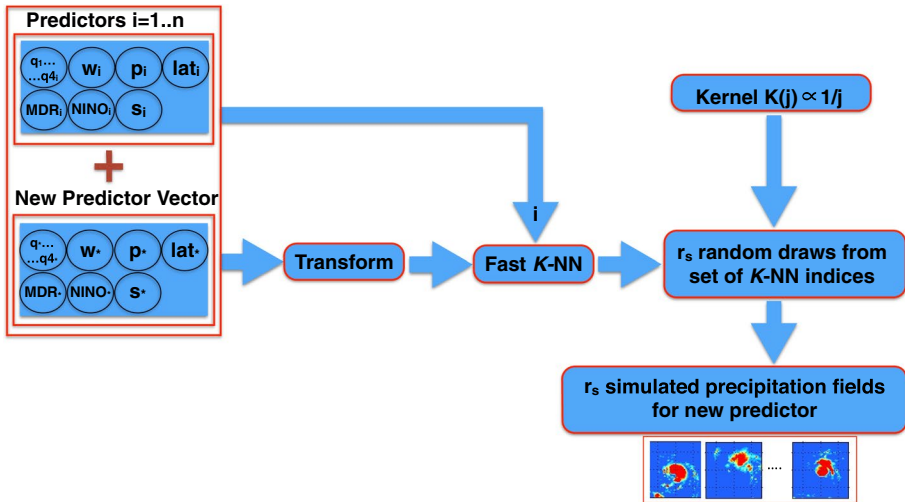 Predictors i=1..n
q₁... wᵢ pᵢ latᵢ
...q4ᵢ
MDRᵢ NINOᵢ sᵢ
+
New Predictor Vector
q*... w* p* lat*
...q4*
MDR* NINO* s*
Transform
i
Fast K-NN
Kernel K(j) ∝ 1/j
rₛ random draws from
set of K-NN indices
rₛ simulated precipitation fields
for new predictor
....